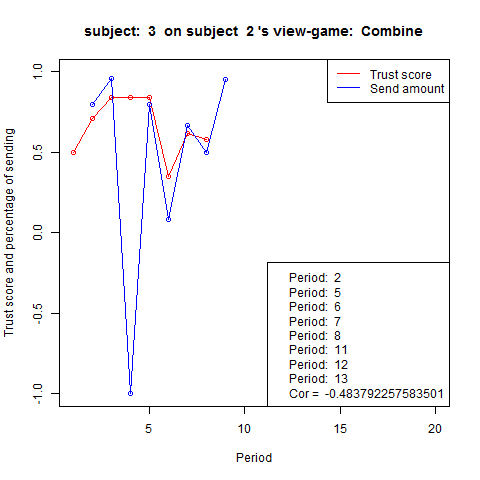 subject:  3  on subject  2 's view-game:  Combine
Trust score
Send amount
Trust score and percentage of sending
1.0
0.5
0.0
-0.5
-1.0
Period:  2
Period:  5
Period:  6
Period:  7
Period:  8
Period:  11
Period:  12
Period:  13
Cor =  -0.483792257583501
5 10 15 20
Period